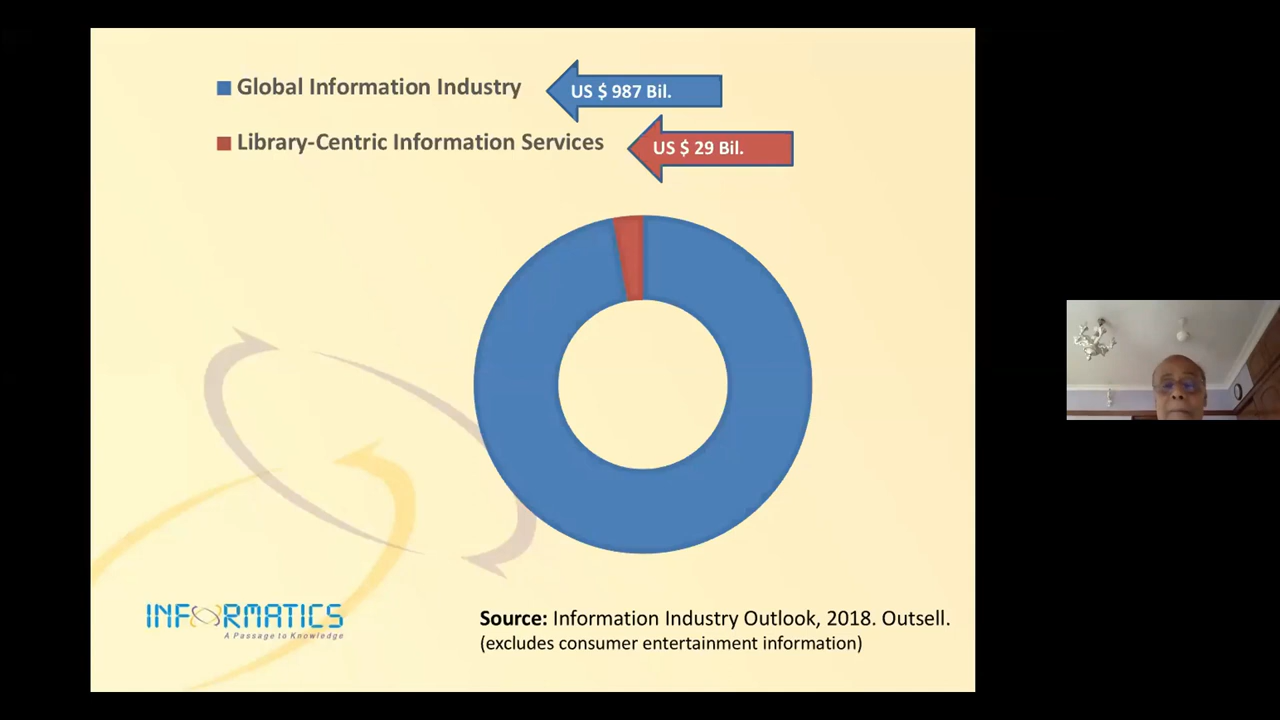 Global Information Industry
US $ 987 Bil.
Library-Centric Information Services
US $ 29 Bil.
INFORMATICS
A Passage to Knowledge
Source: Information Industry Outlook, 2018. Outsell.
(excludes consumer entertainment information)